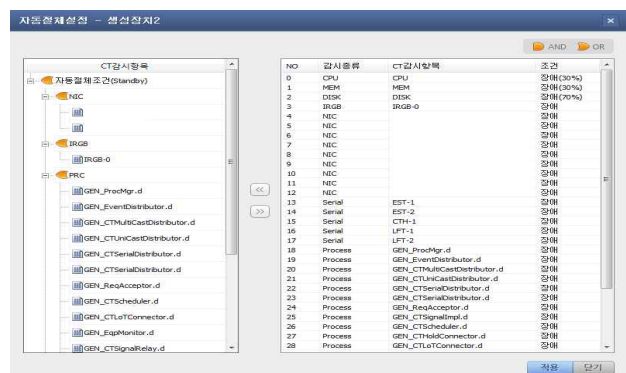 자동절체설정 - 생성장치2
AND OR
CT감시항목
자동절체조건(Standby)
NIC
IRGB
IRGB-0
PRC
GEN_ProcMgr.d
GEN_EventDistributor.d
GEN_CTMultiCastDistributor.d
GEN_CTUniCastDistributor.d
GEN_CTSerialDistributor.d
GEN_CTSerialDistributor.d
GEN_ReqAcceptor.d
GEN_CTScheduler.d
GEN_CTLoTConnector.d
GEN_EqpMonitor.d
GEN_CTSignalRelay.d
<<
>>
NO 감시종류 CT감시항목 조건
0 CPU CPU 장애(30%)
1 MEM MEM 장애(30%)
2 DISK DISK 장애(70%)
3 IRGB IRGB-0 장애
4 NIC 장애
5 NIC 장애
6 NIC 장애
7 NIC 장애
8 NIC 장애
9 NIC 장애
10 NIC 장애
11 NIC 장애
12 NIC 장애
13 Serial EST-1 장애
14 Serial EST-2 장애
15 Serial CTH-1 장애
16 Serial LFT-1 장애
17 Serial LFT-2 장애
18 Process GEN_ProcMgr.d 장애
19 Process GEN_EventDistributor.d 장애
20 Process GEN_CTMultiCastDistributor.d 장애
21 Process GEN_CTUniCastDistributor.d 장애
22 Process GEN_CTSerialDistributor.d 장애
23 Process GEN_CTSerialDistributor.d 장애
24 Process GEN_ReqAcceptor.d 장애
25 Process GEN_CTSignalImpl.d 장애
26 Process GEN_CTScheduler.d 장애
27 Process GEN_CTHoldConnector.d 장애
28 Process GEN_CTLoTConnector.d 장애
적용 닫기